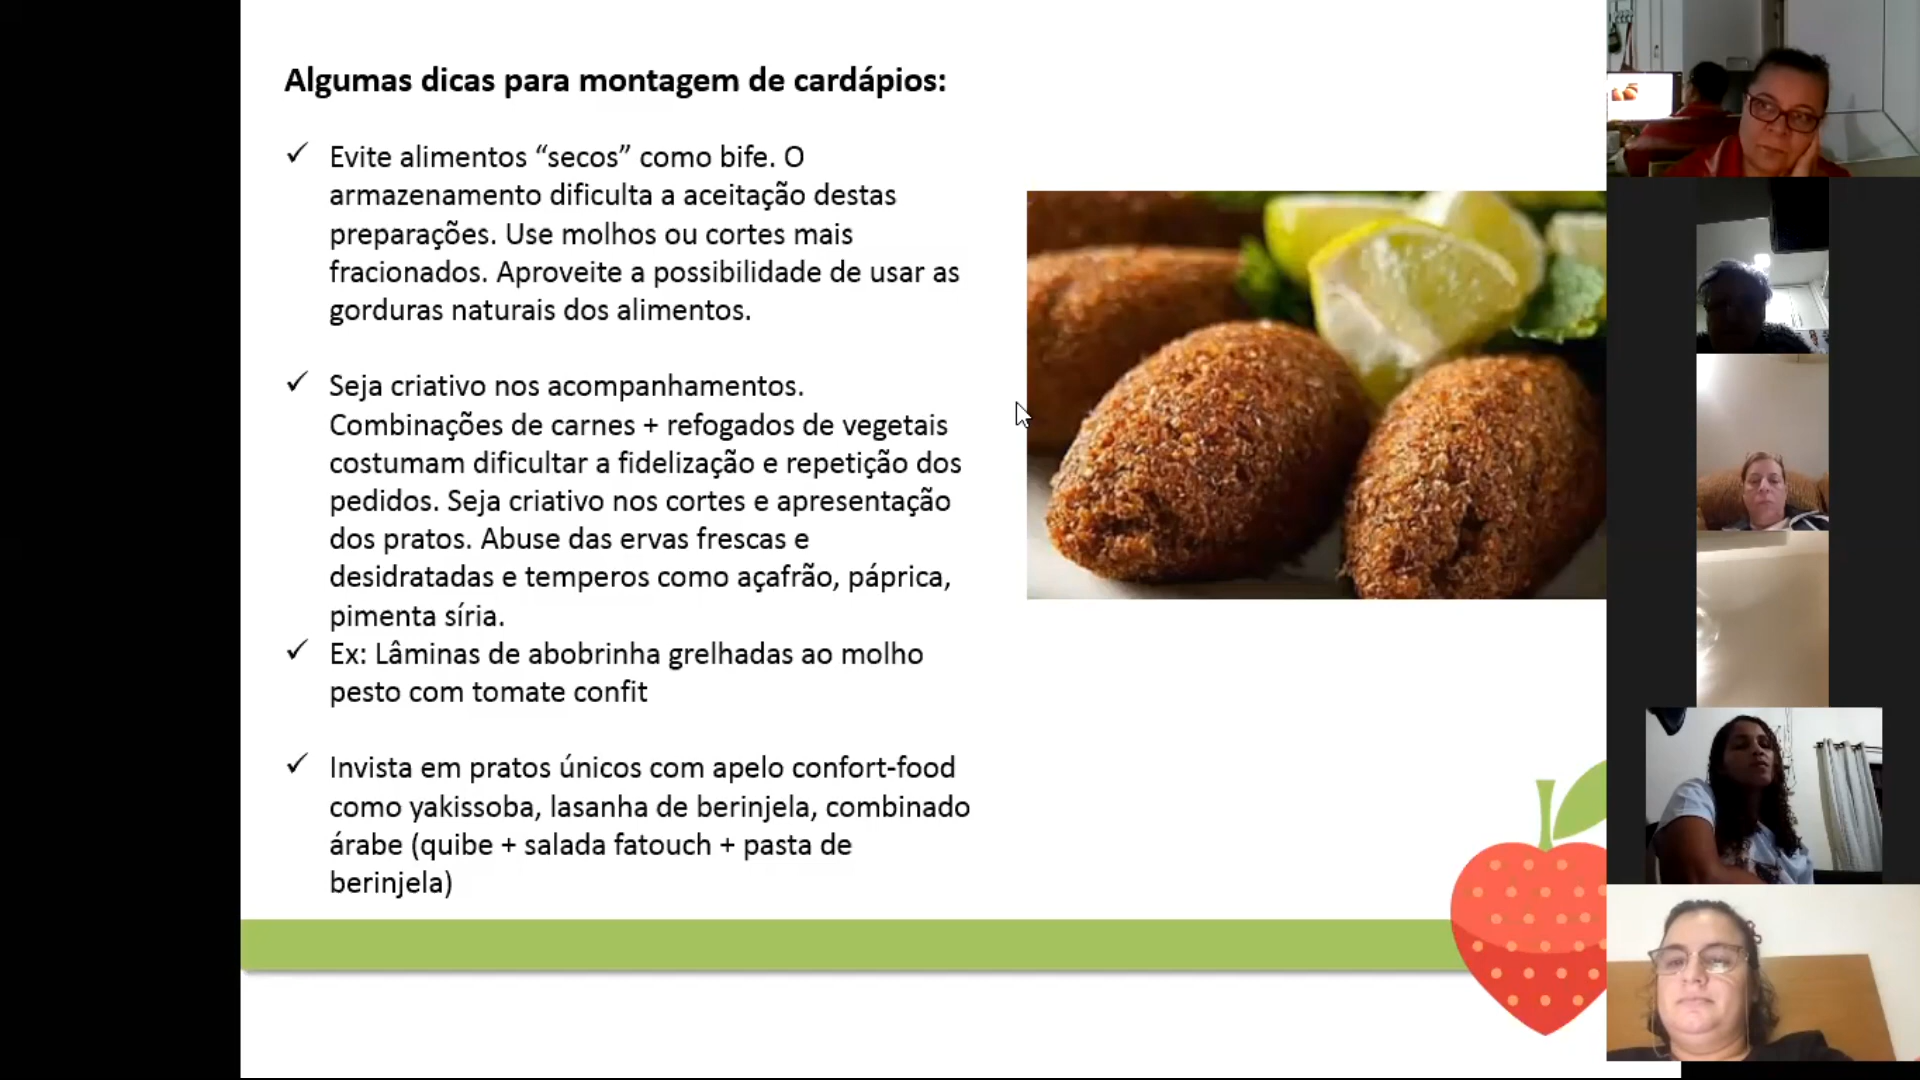 Algumas dicas para montagem de cardápios:
Evite alimentos “secos” como bife. O
armazenamento dificulta a aceitação destas
preparações. Use molhos ou cortes mais
fracionados. Aproveite a possibilidade de usar as
gorduras naturais dos alimentos.
Seja criativo nos acompanhamentos.
Combinações de carnes + refogados de vegetais
costumam dificultar a fidelização e repetição dos
pedidos. Seja criativo nos cortes e apresentação
dos pratos. Abuse das ervas frescas e
desidratadas e temperos como açafrão, páprica,
pimenta síria.
Ex: Lâminas de abobrinha grelhadas ao molho
pesto com tomate confit
Invista em pratos únicos com apelo confort-food
como yakissoba, lasanha de berinjela, combinado
árabe (quibe + salada fatouch + pasta de
berinjela)